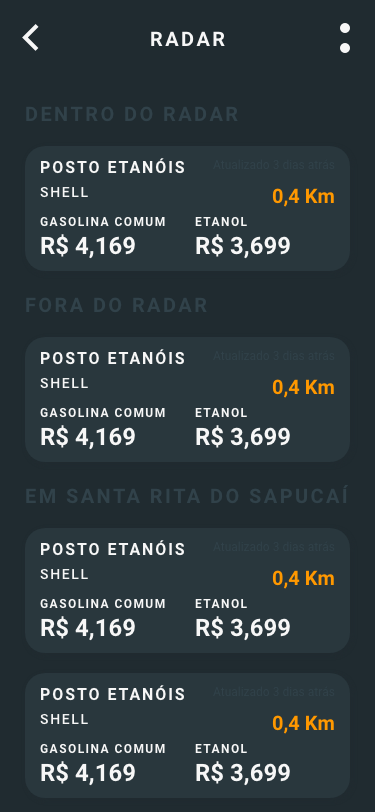 RADAR
DENTRO DO RADAR
POSTO ETANÓIS Atualizado 3 dias atrás
SHELL 0,4 Km
GASOLINA COMUM ETANOL
R$ 4,169 R$ 3,699
FORA DO RADAR
POSTO ETANÓIS Atualizado 3 dias atrás
SHELL 0,4 Km
GASOLINA COMUM ETANOL
R$ 4,169 R$ 3,699
EM SANTA RITA DO SAPUCAÍ
POSTO ETANÓIS Atualizado 3 dias atrás
SHELL 0,4 Km
GASOLINA COMUM ETANOL
R$ 4,169 R$ 3,699
POSTO ETANÓIS Atualizado 3 dias atrás
SHELL 0,4 Km
GASOLINA COMUM ETANOL
R$ 4,169 R$ 3,699